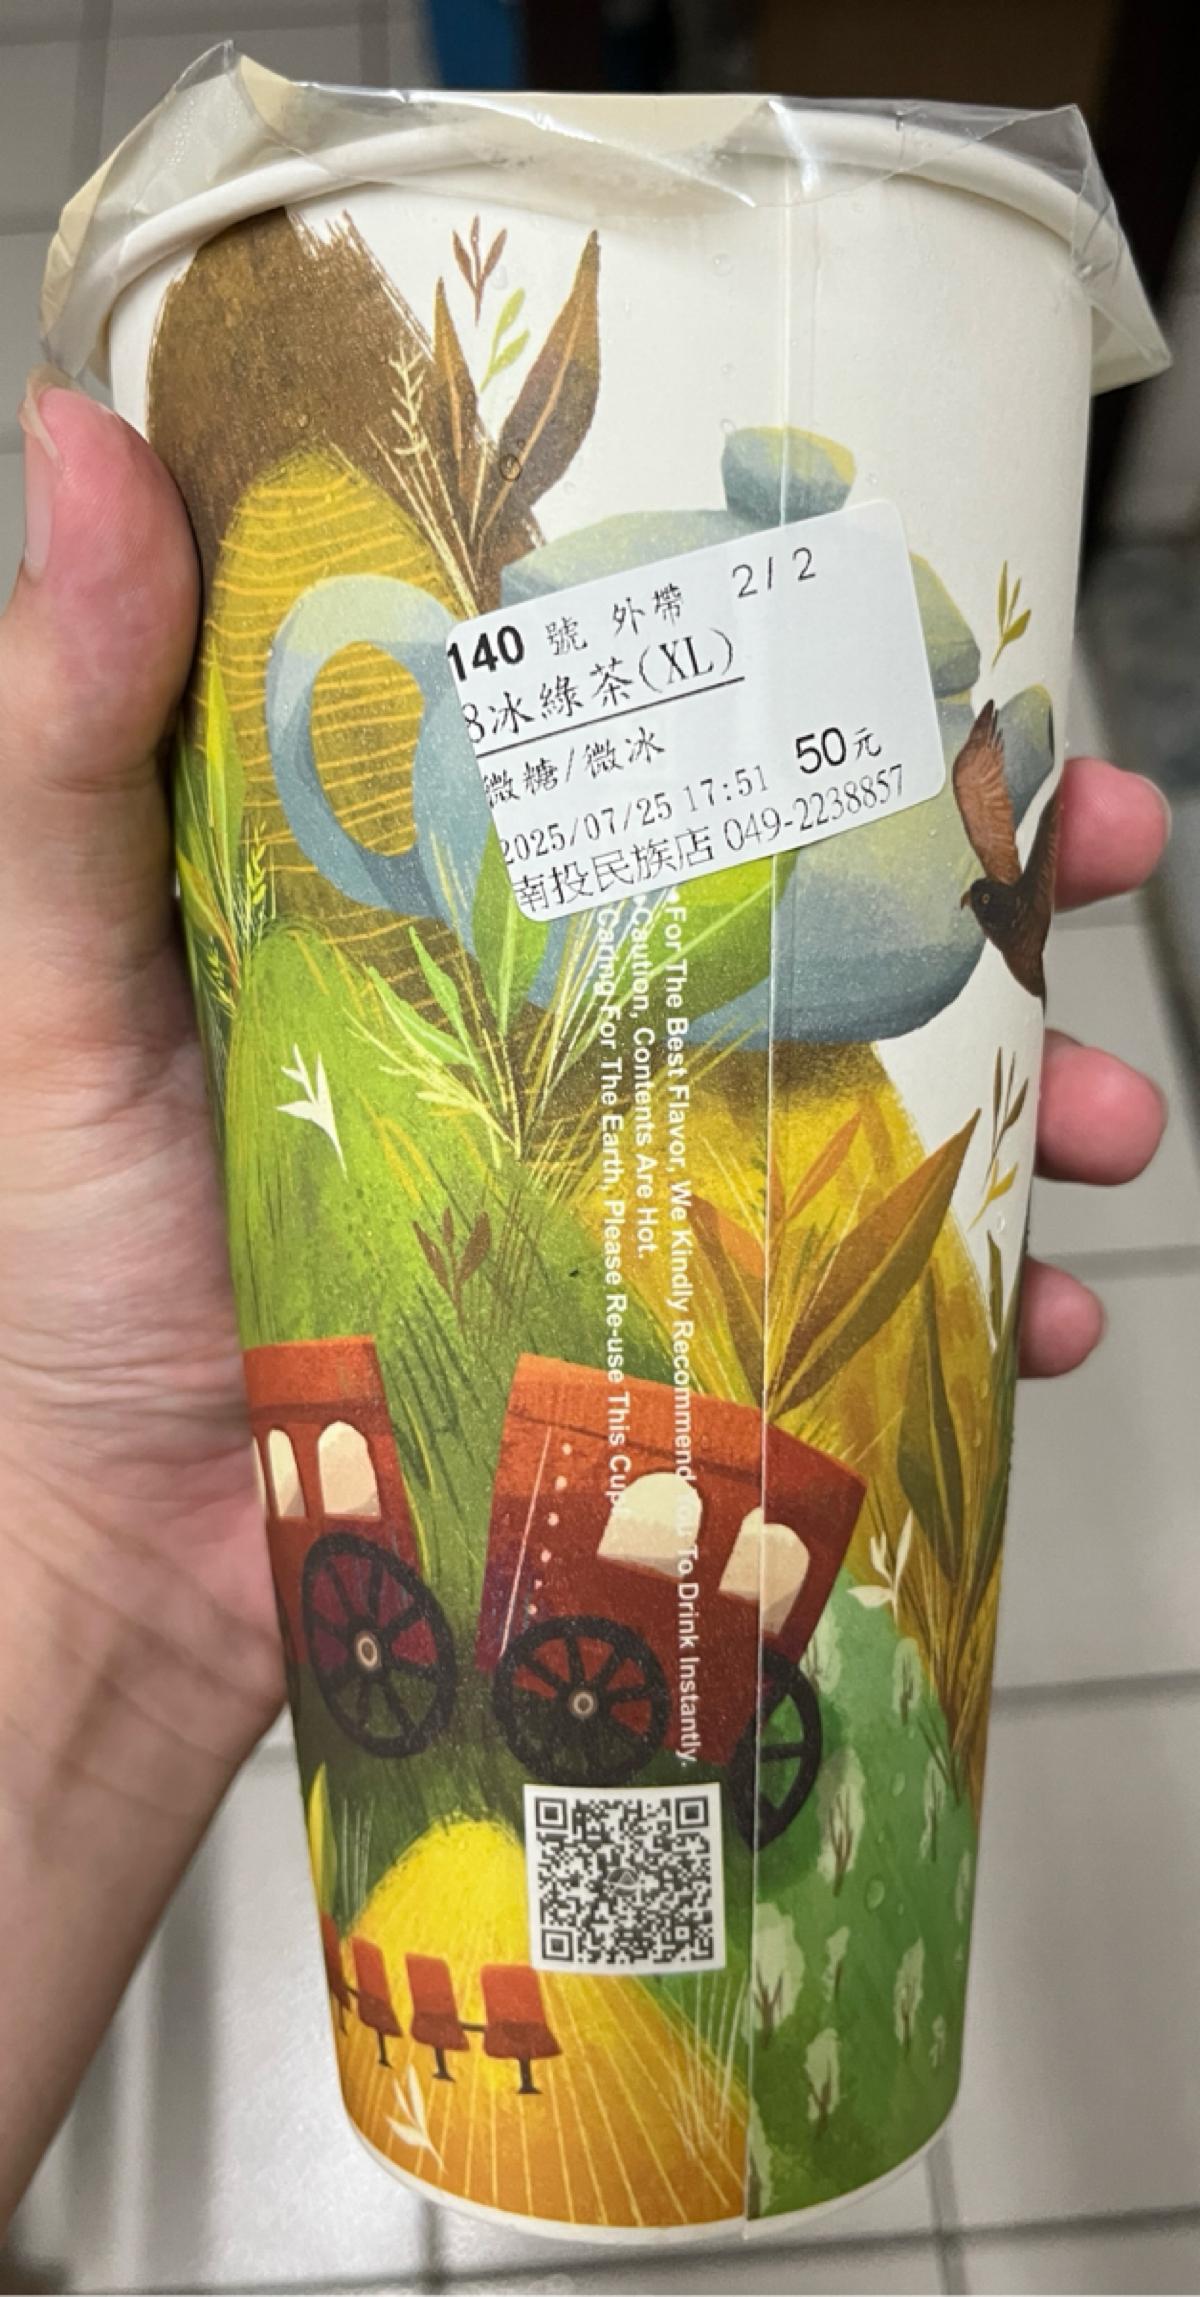 140 號 外帶 2/2
8冰綠茶(XL)
微糖/微冰 50元
2025/07/25 17:51
南投民族店 049-2238857
For The Best Flavor, We Kindly Recommend You To Drink Instantly.
Caution, Contents Are Hot.
Caring For The Earth, Please Re-use This Cup.